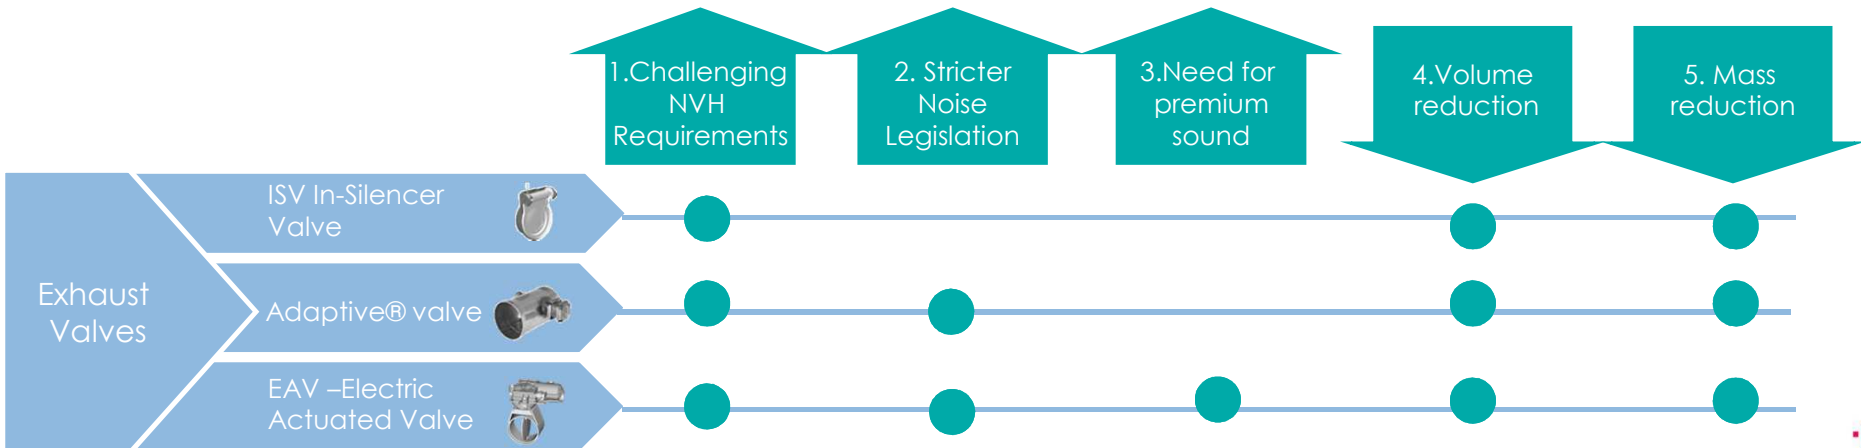 1.Challenging
NVH
Requirements
2. Stricter
Noise
Legislation
3.Need for
premium
sound
4.Volume
reduction
5. Mass
reduction
Exhaust
Valves
ISV In-Silencer
Valve
Adaptive® valve
EAV –Electric
Actuated Valve